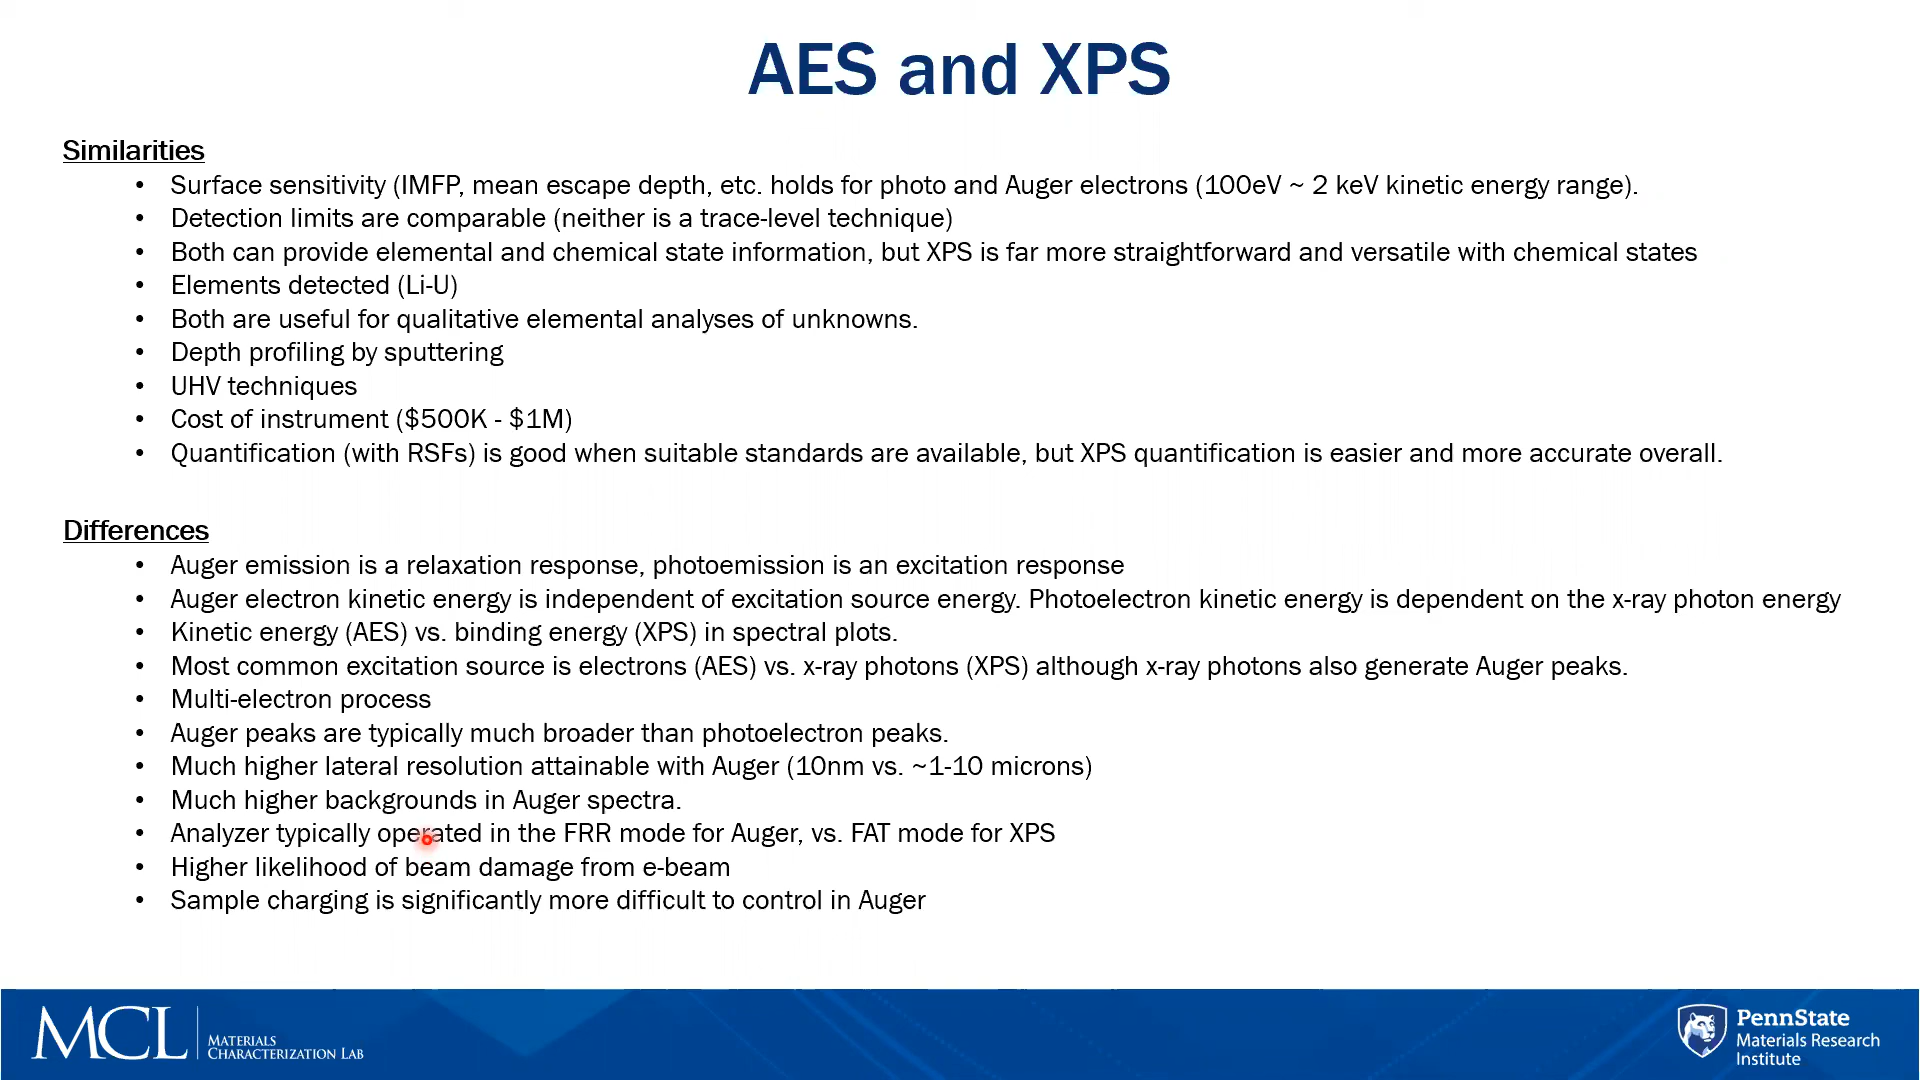 AES and XPS
Similarities
• Surface sensitivity (IMFP, mean escape depth, etc. holds for photo and Auger electrons (100eV ~ 2 keV kinetic energy range).
• Detection limits are comparable (neither is a trace-level technique)
• Both can provide elemental and chemical state information, but XPS is far more straightforward and versatile with chemical states
• Elements detected (Li-U)
• Both are useful for qualitative elemental analyses of unknowns.
• Depth profiling by sputtering
• UHV techniques
• Cost of instrument ($500K - $1M)
• Quantification (with RSFs) is good when suitable standards are available, but XPS quantification is easier and more accurate overall.
Differences
• Auger emission is a relaxation response, photoemission is an excitation response
• Auger electron kinetic energy is independent of excitation source energy. Photoelectron kinetic energy is dependent on the x-ray photon energy
• Kinetic energy (AES) vs. binding energy (XPS) in spectral plots.
• Most common excitation source is electrons (AES) vs. x-ray photons (XPS) although x-ray photons also generate Auger peaks.
• Multi-electron process
• Auger peaks are typically much broader than photoelectron peaks.
• Much higher lateral resolution attainable with Auger (10nm vs. ~1-10 microns)
• Much higher backgrounds in Auger spectra.
• Analyzer typically operated in the FRR mode for Auger, vs. FAT mode for XPS
• Higher likelihood of beam damage from e-beam
• Sample charging is significantly more difficult to control in Auger
MCL
MATERIALS
CHARACTERIZATION LAB
PennState
Materials Research
Institute